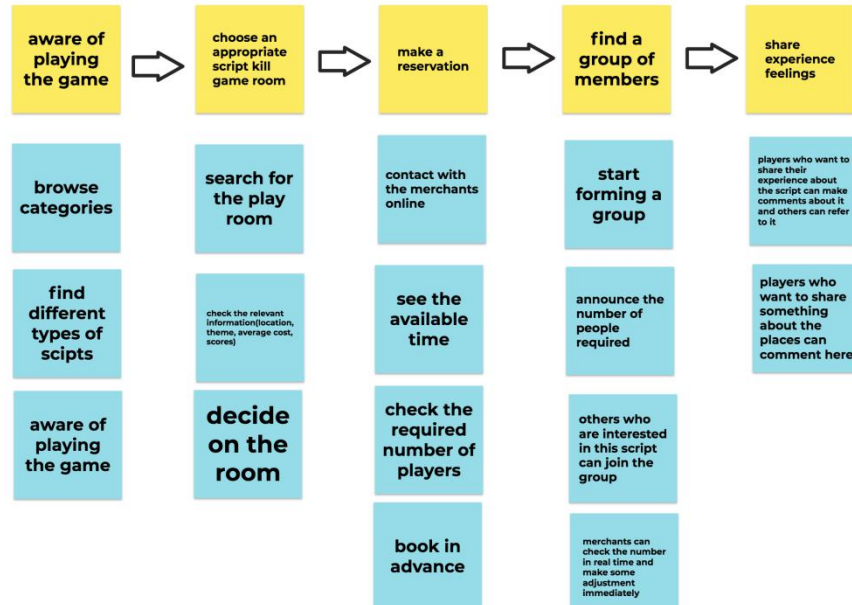 aware of
playing
the game
choose an
appropriate
script kill
game room
make a
reservation
find a
group of
members
share
experience
feelings
browse
categories
search for
the play
room
contact with
the merchants
online
start
forming a
group
players who want to
share their
experience about
the script can make
comments about it
and others can refer
to it
find
different
types of
scipts
check the relevant
information(location,
theme, average cost,
scores)
see the
available
time
announce the
number of
people
required
players who
want to share
something
about the
places can
comment here
aware of
playing
the game
decide
on the
room
check the
required
number of
players
others who
are interested
in this script
can join the
group
book in
advance
merchants can
check the number
in real time and
make some
adjustment
immediately